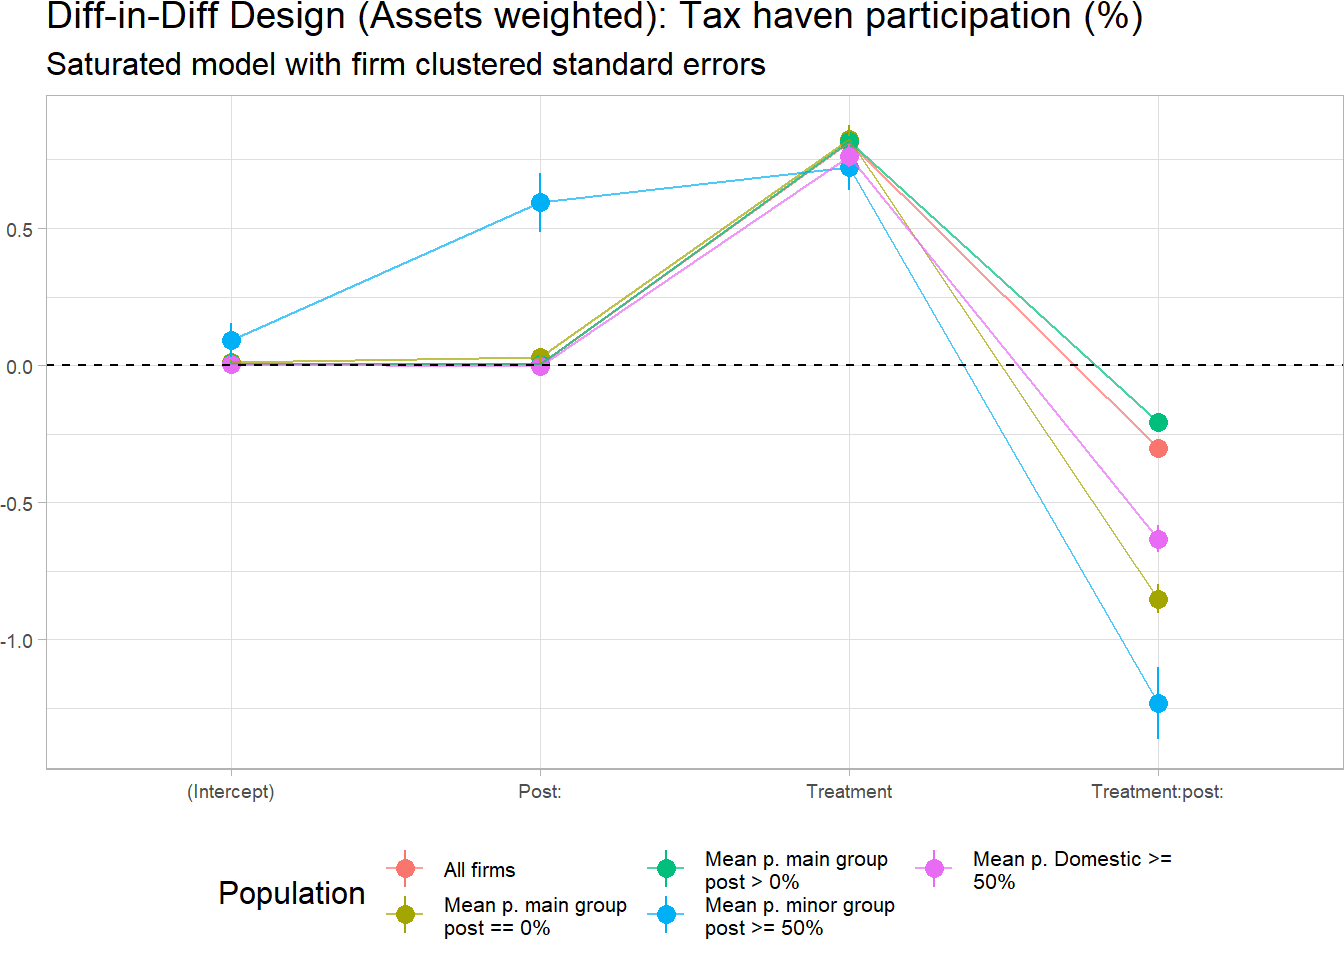 Diff-in-Diff Design (Assets weighted): Tax haven participation (%)
Saturated model with firm clustered standard errors
0.5
0.0
-0.5
-1.0
(Intercept)
Post:
Treatment
Treatment:post:
Population
All firms
Mean p. main group
post == 0%
Mean p. main group
post > 0%
Mean p. minor group
post >= 50%
Mean p. Domestic >=
50%